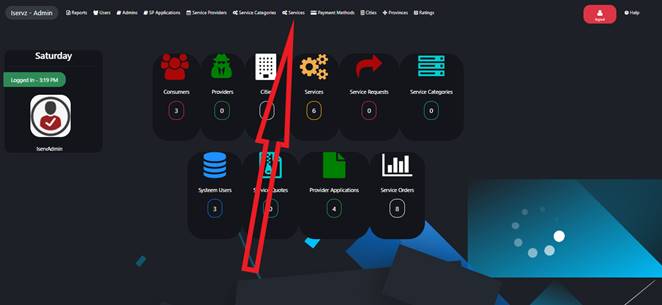 Iservz - Admin Reports Users Admins SP Applications Service Providers Service Categories Services Payment Methods Cities Provinces Ratings Help
Saturday
Logged In - 3:19 PM
IservAdmin
Consumers Providers Cities Services Service Requests Service Categories
3 0 6 0 0
Systeem Users Service Quotes Provider Applications Service Orders
3 0 4 8